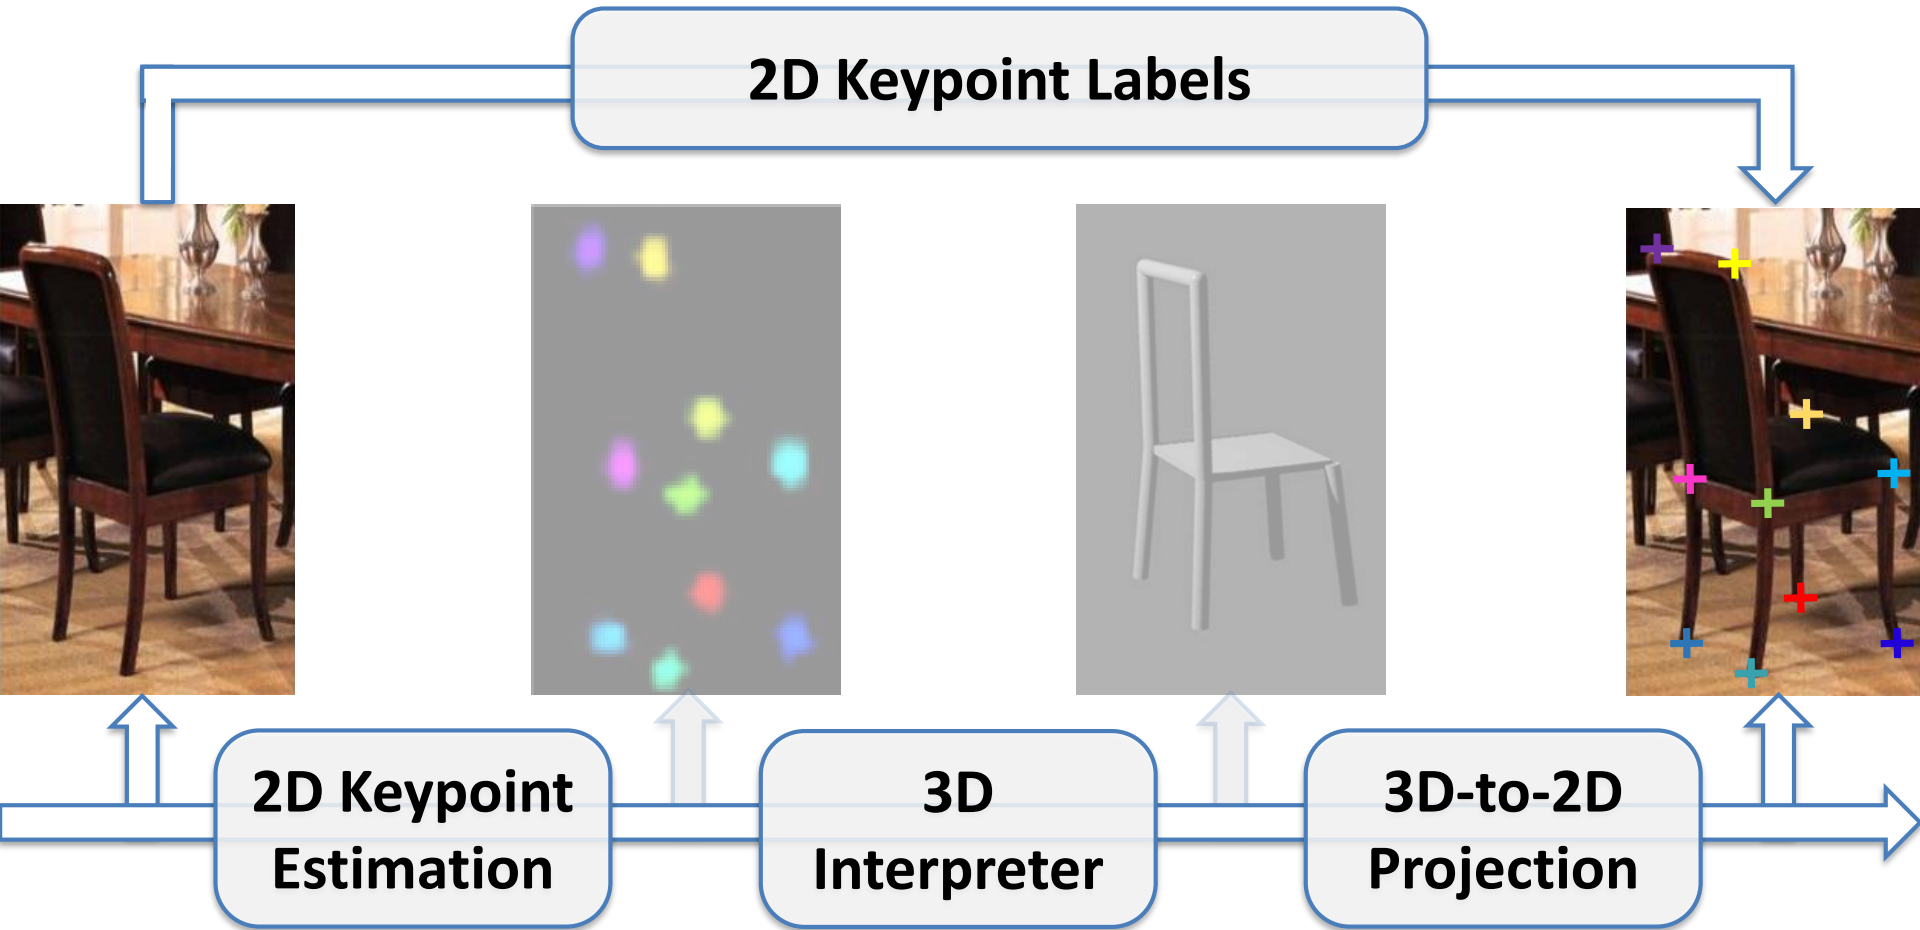 2D Keypoint Labels
2D Keypoint
Estimation
3D
Interpreter
3D-to-2D
Projection